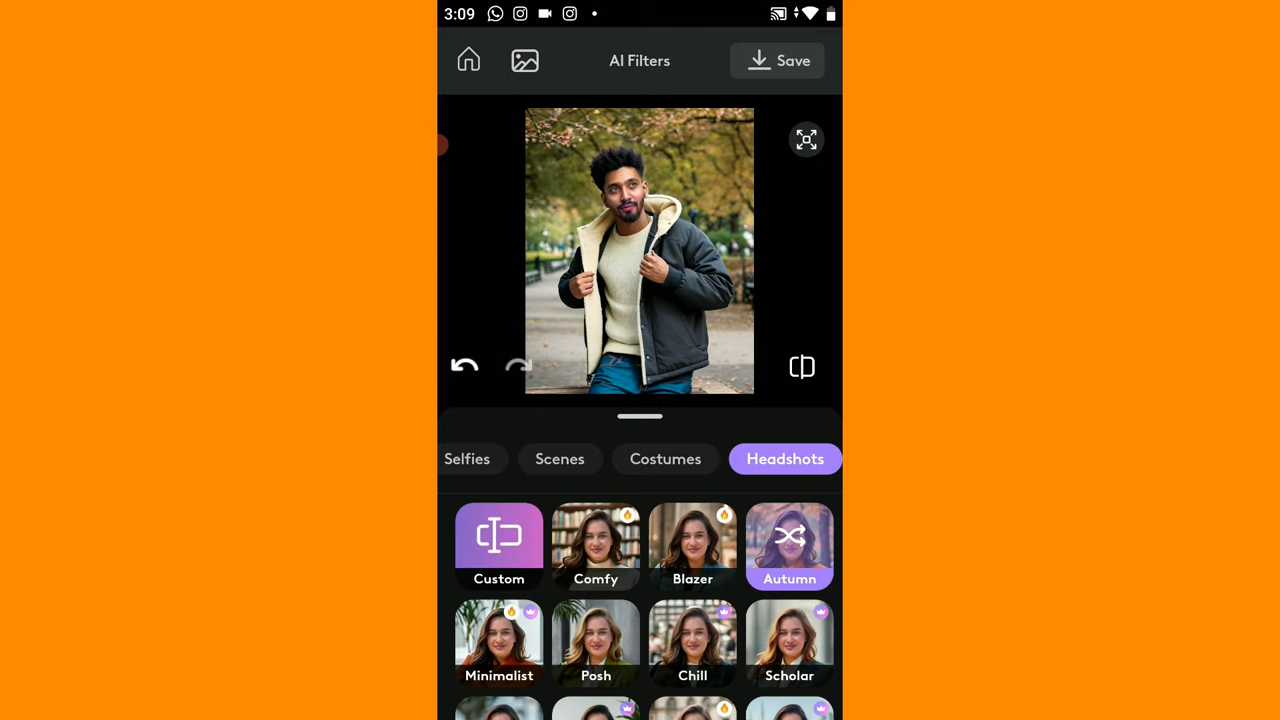 3:09
AI Filters
Save
Selfies
Scenes
Costumes
Headshots
Custom
Comfy
Blazer
Autumn
Minimalist
Posh
Chill
Scholar